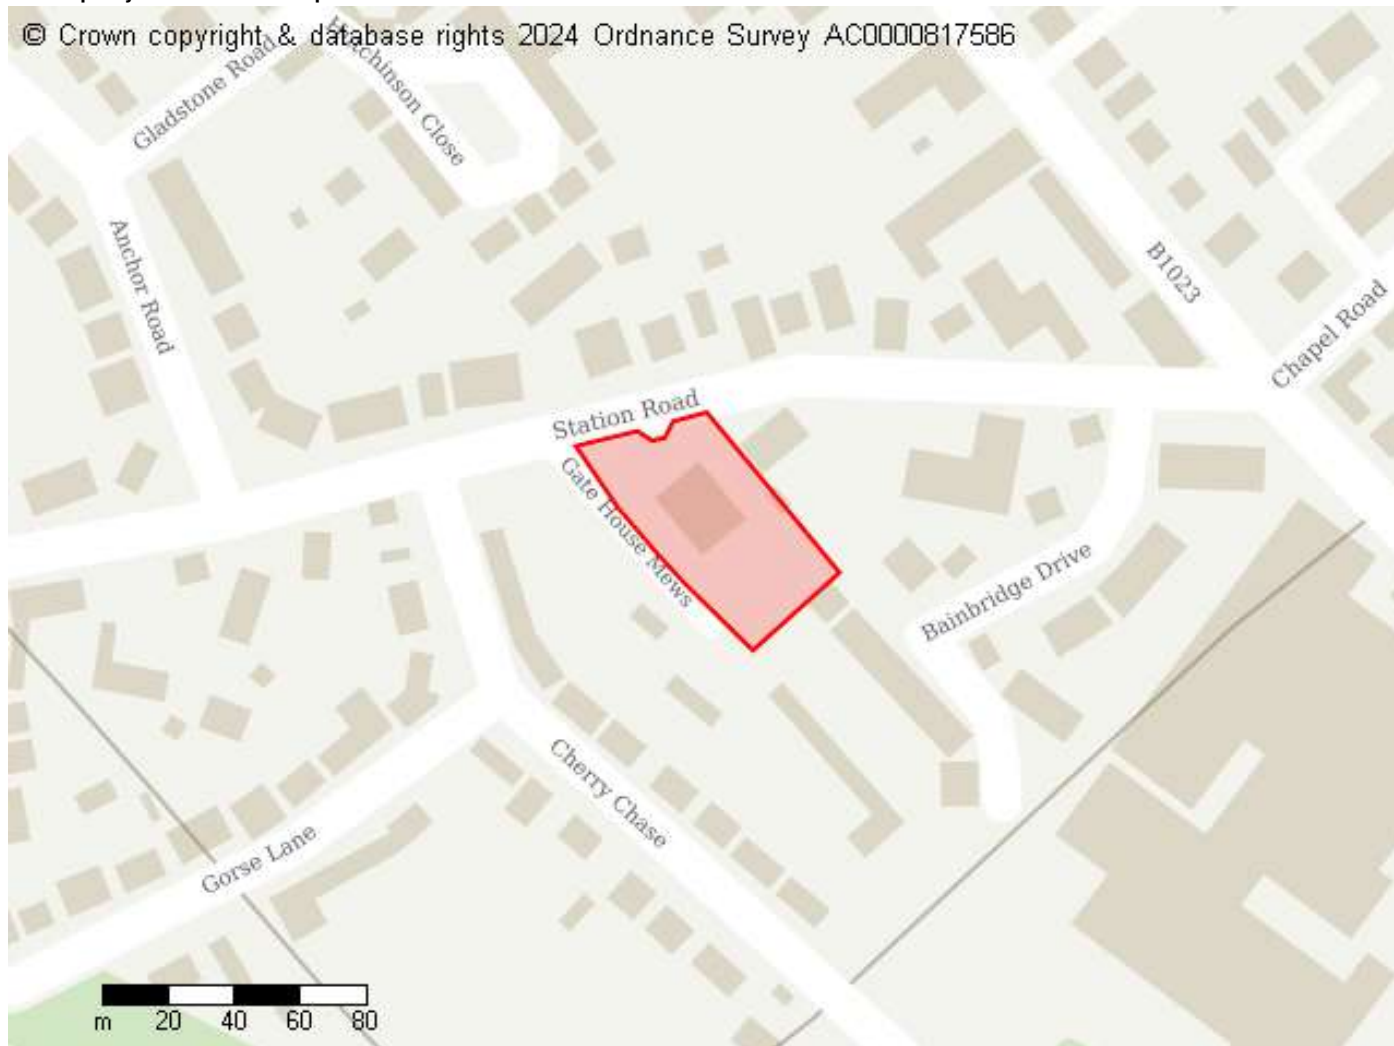 © Crown copyright & database rights 2024 Ordnance Survey AC0000817586
Gladstone Road
Hutchinson Close
Anchor Road
B1023
Chapel Road
Station Road
Gate House Mews
Bainbridge Drive
Cherry Chase
Gorse Lane
m 20 40 60 80